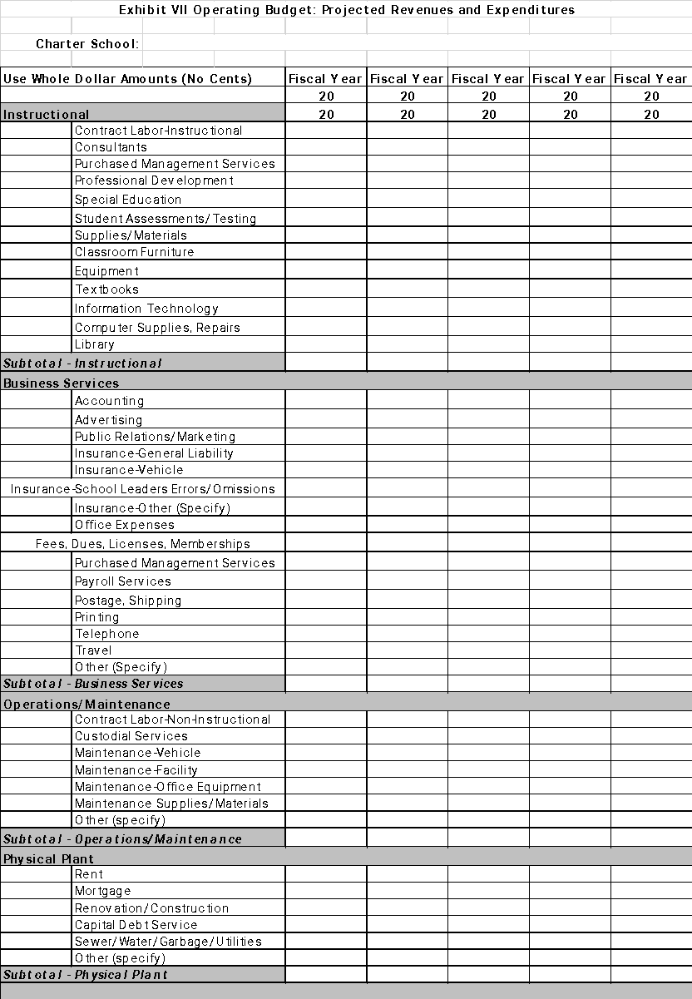 Exhibit VII Operating Budget: Projected Revenues and Expenditures
Charter School:
Use Whole Dollar Amounts (No Cents) Fiscal Year Fiscal Year Fiscal Year Fiscal Year Fiscal Year
20 20 20 20 20
Instructional 20 20 20 20 20
Contract Labor-Instructional
Consultants
Purchased Management Services
Professional Development
Special Education
Student Assessments/Testing
Supplies/Materials
Classroom Furniture
Equipment
Textbooks
Information Technology
Computer Supplies, Repairs
Library
Subtotal - Instructional
Business Services
Accounting
Advertising
Public Relations/Marketing
Insurance-General Liability
Insurance-Vehicle
Insurance-School Leaders Errors/Omissions
Insurance-Other (Specify)
Office Expenses
Fees, Dues, Licenses, Memberships
Purchased Management Services
Payroll Services
Postage, Shipping
Printing
Telephone
Travel
Other (Specify)
Subtotal - Business Services
Operations/Maintenance
Contract Labor-Non-Instructional
Custodial Services
Maintenance-Vehicle
Maintenance-Facility
Maintenance-Office Equipment
Maintenance Supplies/Materials
Other (specify)
Subtotal - Operations/Maintenance
Physical Plant
Rent
Mortgage
Renovation/Construction
Capital Debt Service
Sewer/Water/Garbage/Utilities
Other (specify)
Subtotal - Physical Plant